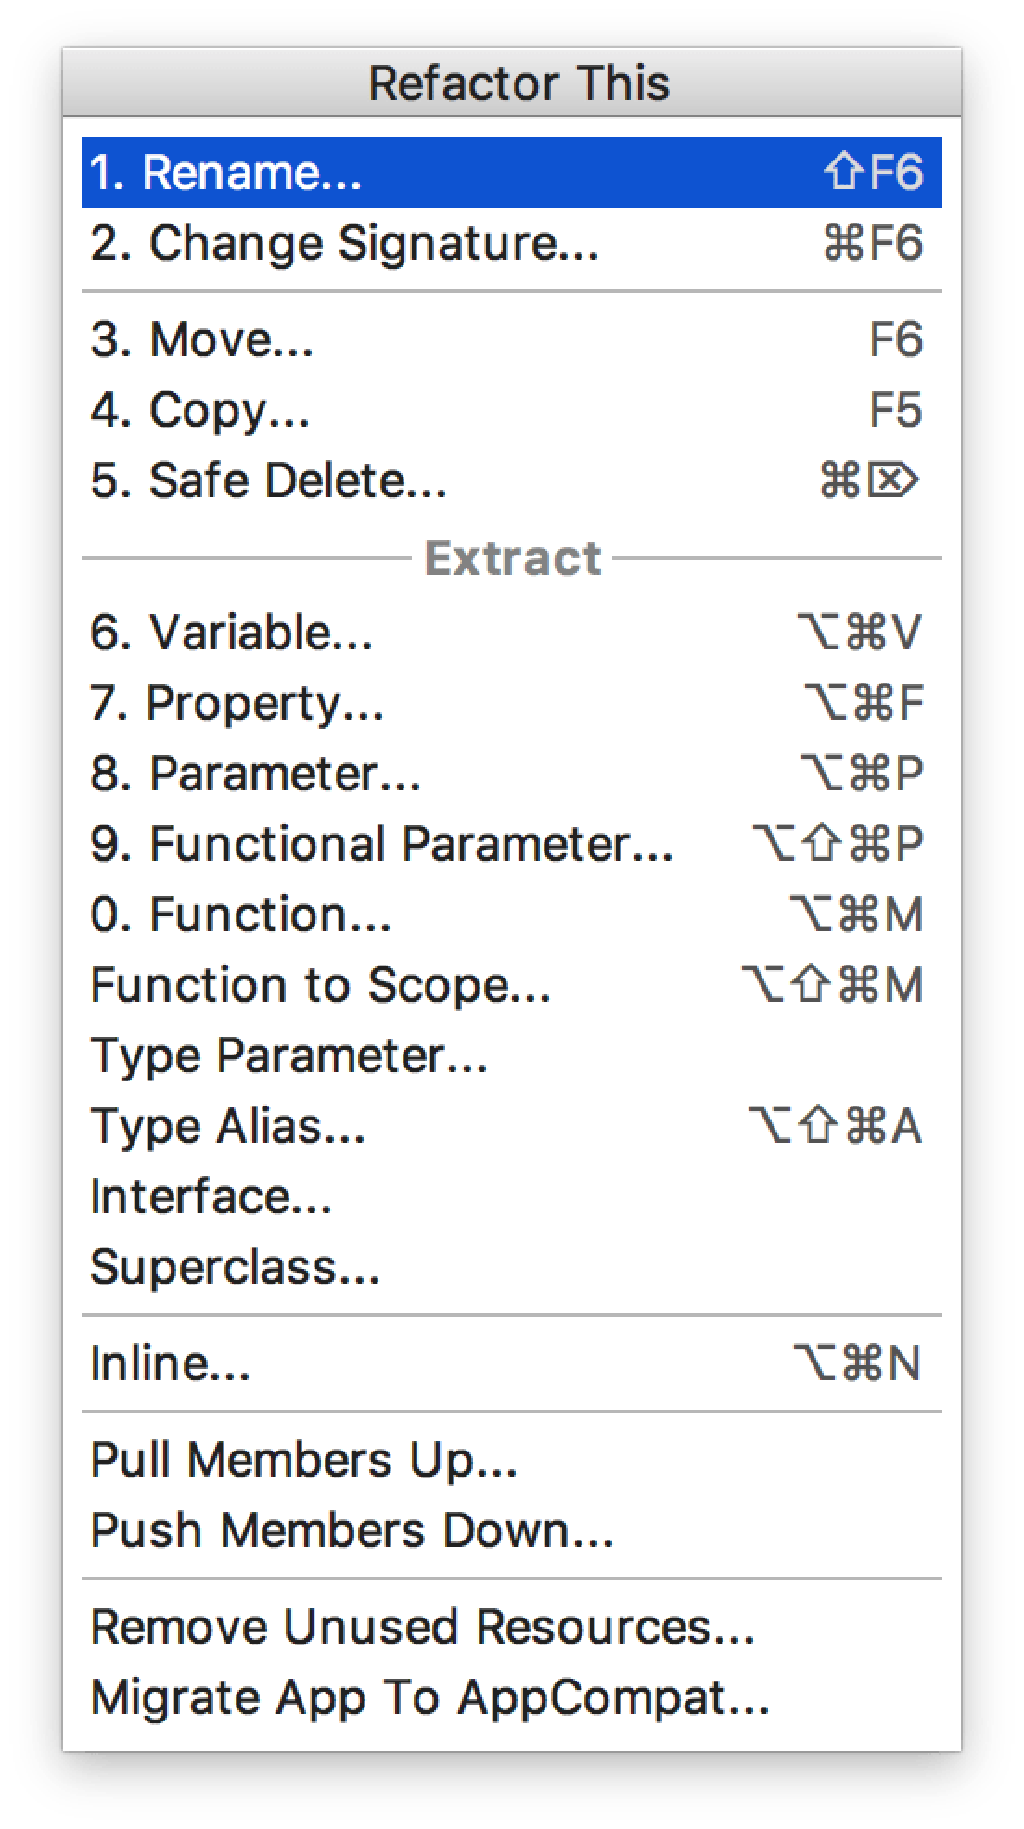 Refactor This
1. Rename... ⇧F6
2. Change Signature... ⌘F6
3. Move... F6
4. Copy... F5
5. Safe Delete... ⌘⌦
Extract
6. Variable... ⌥⌘V
7. Property... ⌥⌘F
8. Parameter... ⌥⌘P
9. Functional Parameter... ⌥⇧⌘P
0. Function... ⌥⌘M
Function to Scope... ⌥⇧⌘M
Type Parameter...
Type Alias... ⌥⇧⌘A
Interface...
Superclass...
Inline... ⌥⌘N
Pull Members Up...
Push Members Down...
Remove Unused Resources...
Migrate App To AppCompat...